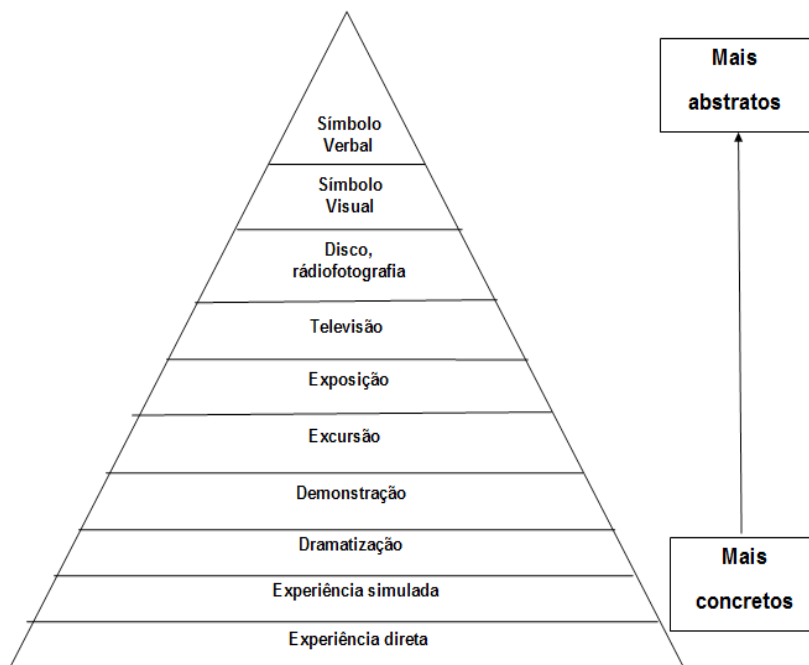 Mais
abstratos
Símbolo
Verbal
Símbolo
Visual
Disco,
rádiofotografia
Televisão
Exposição
Excursão
Demonstração
Dramatização
Experiência simulada
Experiência direta
Mais
concretos